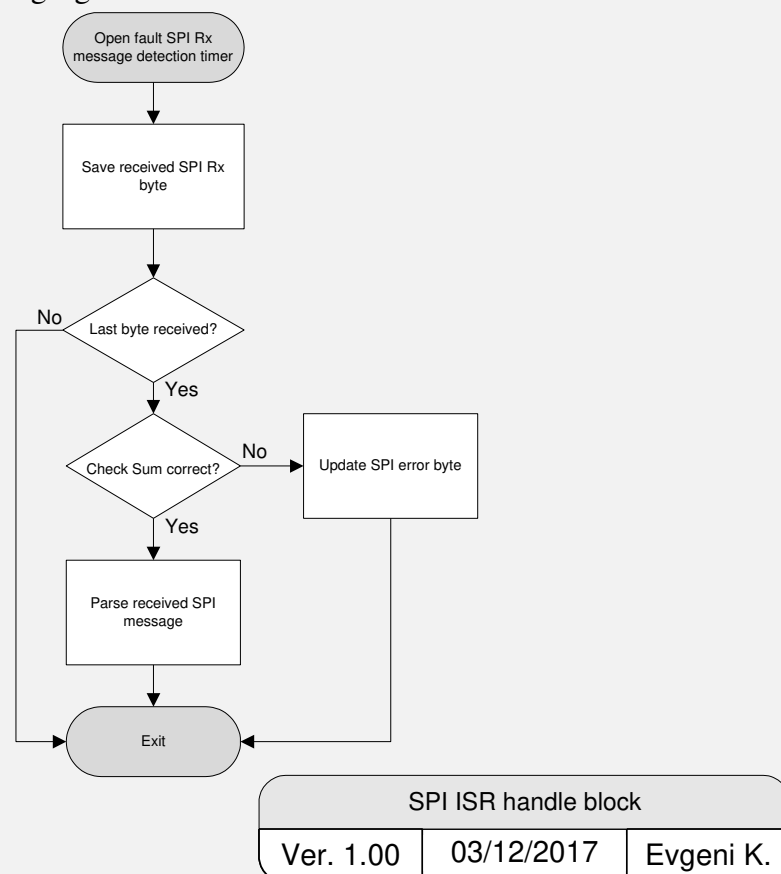 Open fault SPI Rx
message detection timer
Save received SPI Rx
byte
No
Last byte received?
Yes
No
Check Sum correct?
Update SPI error byte
Yes
Parse received SPI
message
Exit
SPI ISR handle block
Ver. 1.00
03/12/2017
Evgeni K.